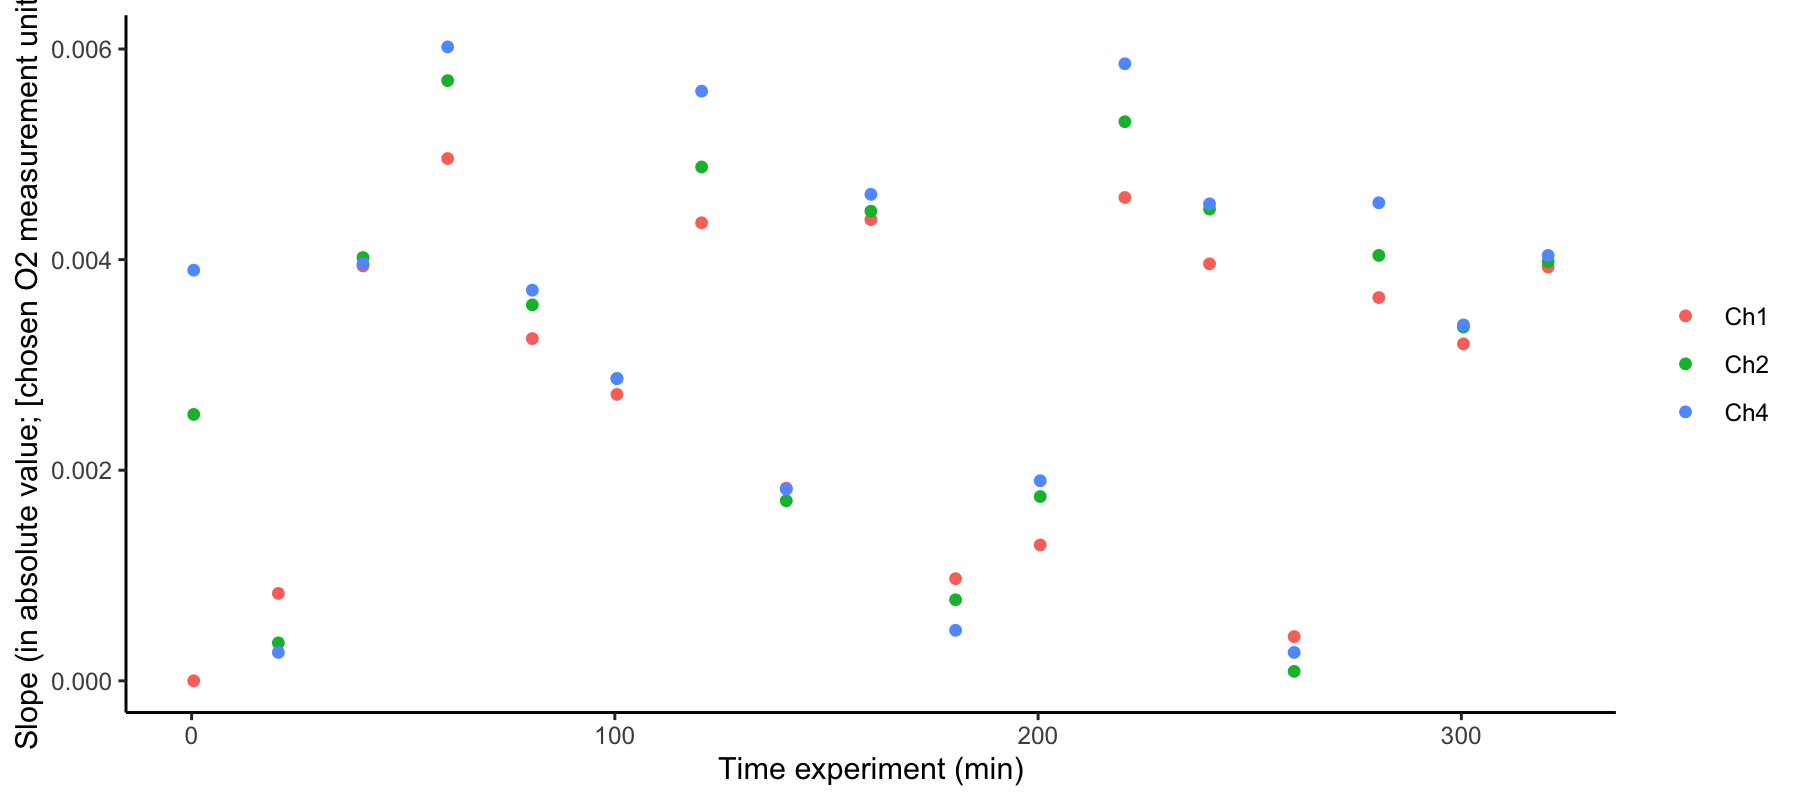 Slope (in absolute value; [chosen O2 measurement unit
0.006
0.004
0.002
0.000
0
100
200
300
Time experiment (min)
Ch1
Ch2
Ch4